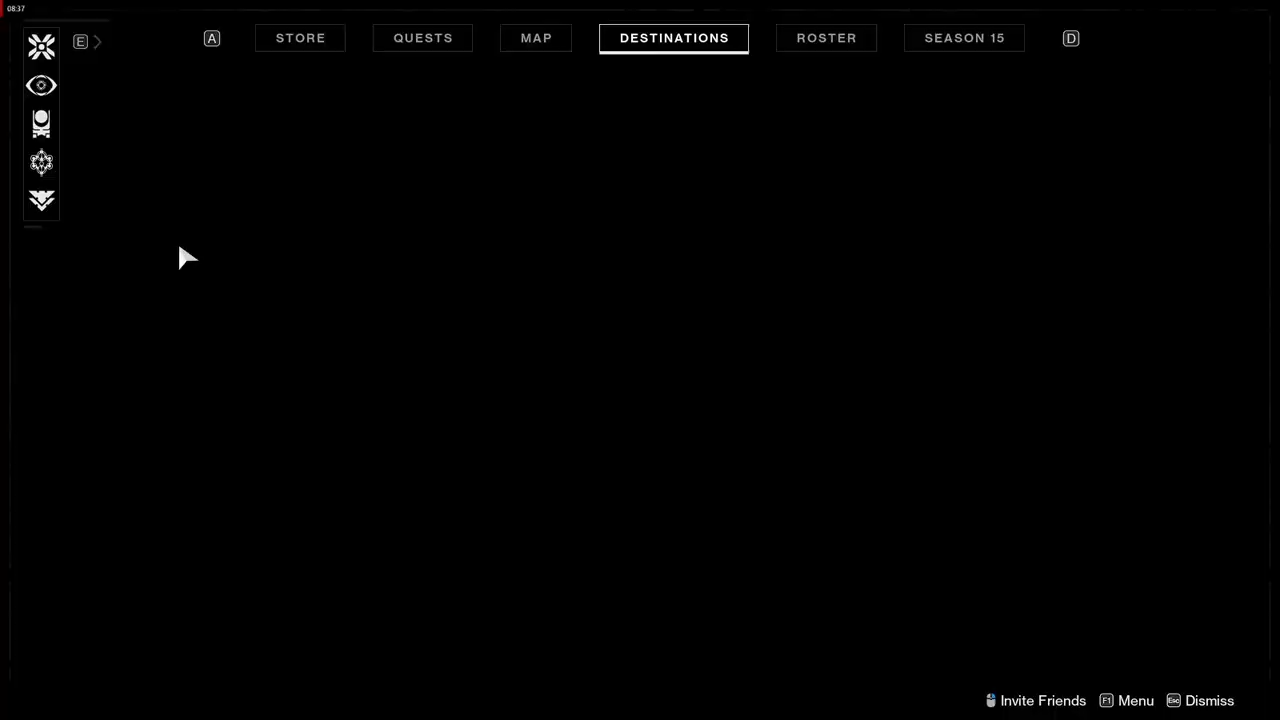 08:37
E
A STORE QUESTS MAP DESTINATIONS ROSTER SEASON 15 D
Invite Friends F1 Menu Esc Dismiss